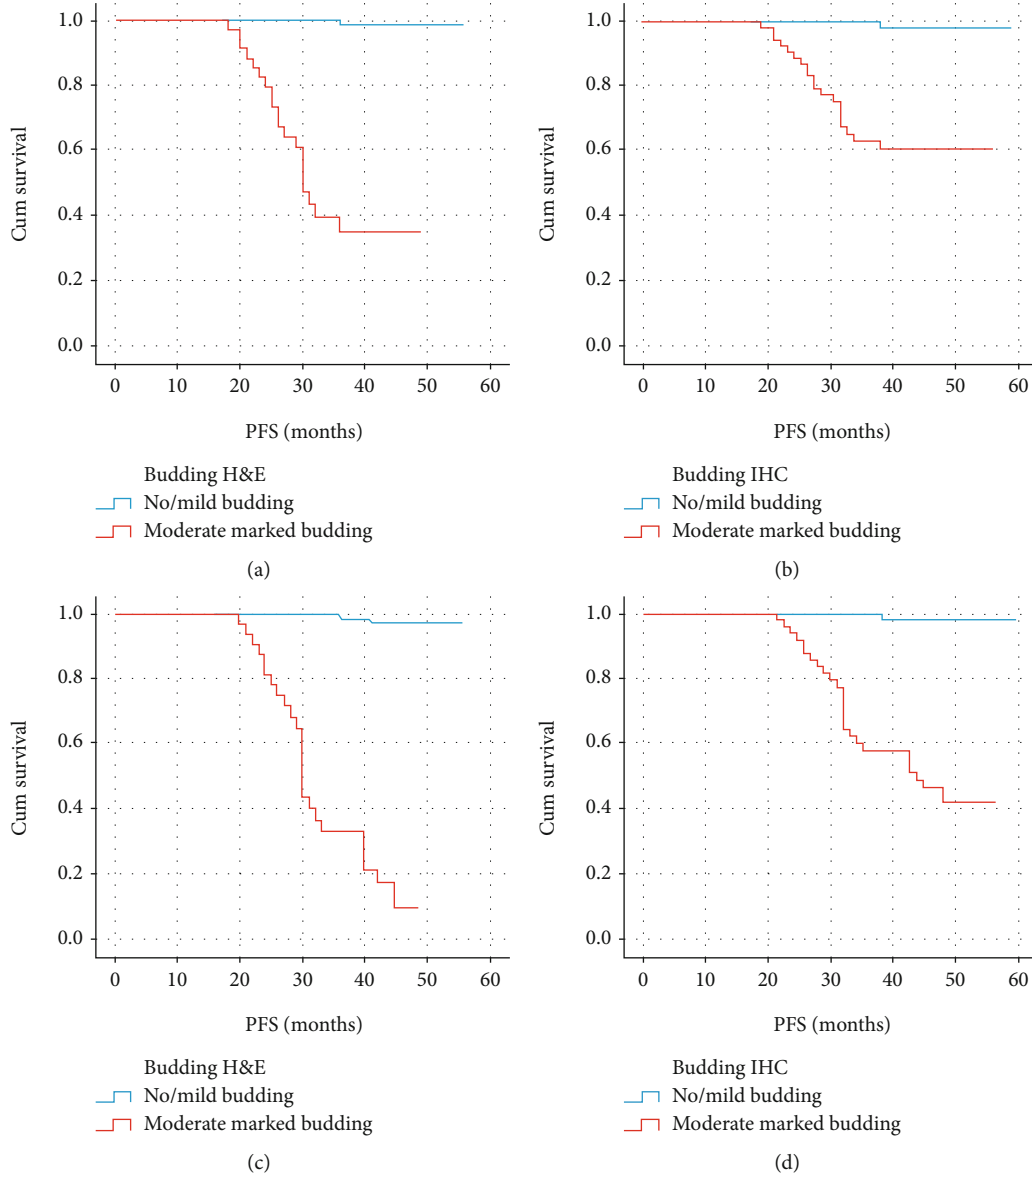 1.0
0.8
0.6
0.4
0.2
0.0
Cum survival
0 10 20 30 40 50 60
PFS (months)
Budding H&E
No/mild budding
Moderate marked budding
(a)
1.0
0.8
0.6
0.4
0.2
0.0
Cum survival
0 10 20 30 40 50 60
PFS (months)
Budding IHC
No/mild budding
Moderate marked budding
(b)
1.0
0.8
0.6
0.4
0.2
0.0
Cum survival
0 10 20 30 40 50 60
PFS (months)
Budding H&E
No/mild budding
Moderate marked budding
(c)
1.0
0.8
0.6
0.4
0.2
0.0
Cum survival
0 10 20 30 40 50 60
PFS (months)
Budding IHC
No/mild budding
Moderate marked budding
(d)